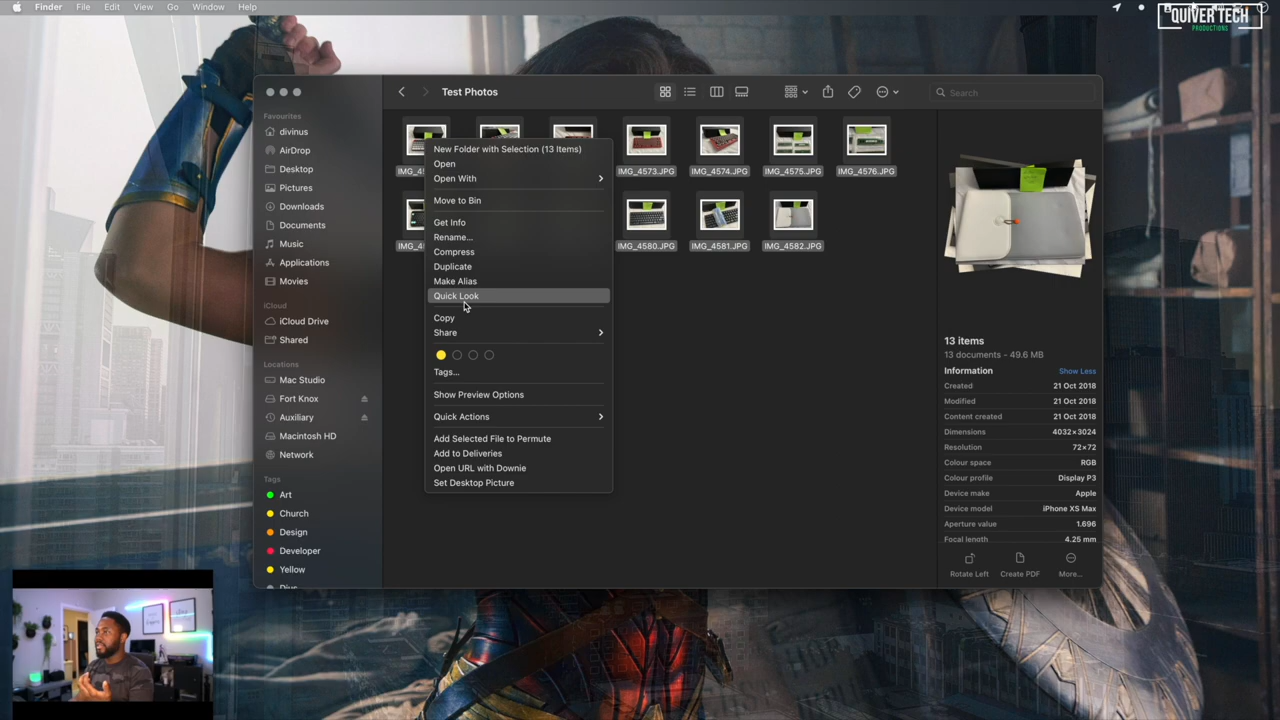 Finder File Edit View Go Window Help
QUIVER TECH
PRODUCTIONS
Test Photos
Search
Favourites
divinus
AirDrop
Desktop
Pictures
Downloads
Documents
Music
Applications
Movies
iCloud
iCloud Drive
Shared
Locations
Mac Studio
Fort Knox
Auxiliary
Macintosh HD
Network
Tags
Art
Church
Design
Developer
Yellow
IMG_4573.JPG IMG_4574.JPG IMG_4575.JPG IMG_4576.JPG
IMG_4580.JPG IMG_4581.JPG IMG_4582.JPG
New Folder with Selection (13 Items)
Open
Open With
Move to Bin
Get Info
Rename...
Compress
Duplicate
Make Alias
Quick Look
Copy
Share
Tags...
Show Preview Options
Quick Actions
Add Selected File to Permute
Add to Deliveries
Open URL with Downie
Set Desktop Picture
13 items
13 documents - 49.6 MB
Information Show Less
Created 21 Oct 2018
Modified 21 Oct 2018
Content created 21 Oct 2018
Dimensions 4032×3024
Resolution 72×72
Colour space RGB
Colour profile Display P3
Device make Apple
Device model iPhone XS Max
Aperture value 1.696
Focal length 4.25 mm
Rotate Left Create PDF More...